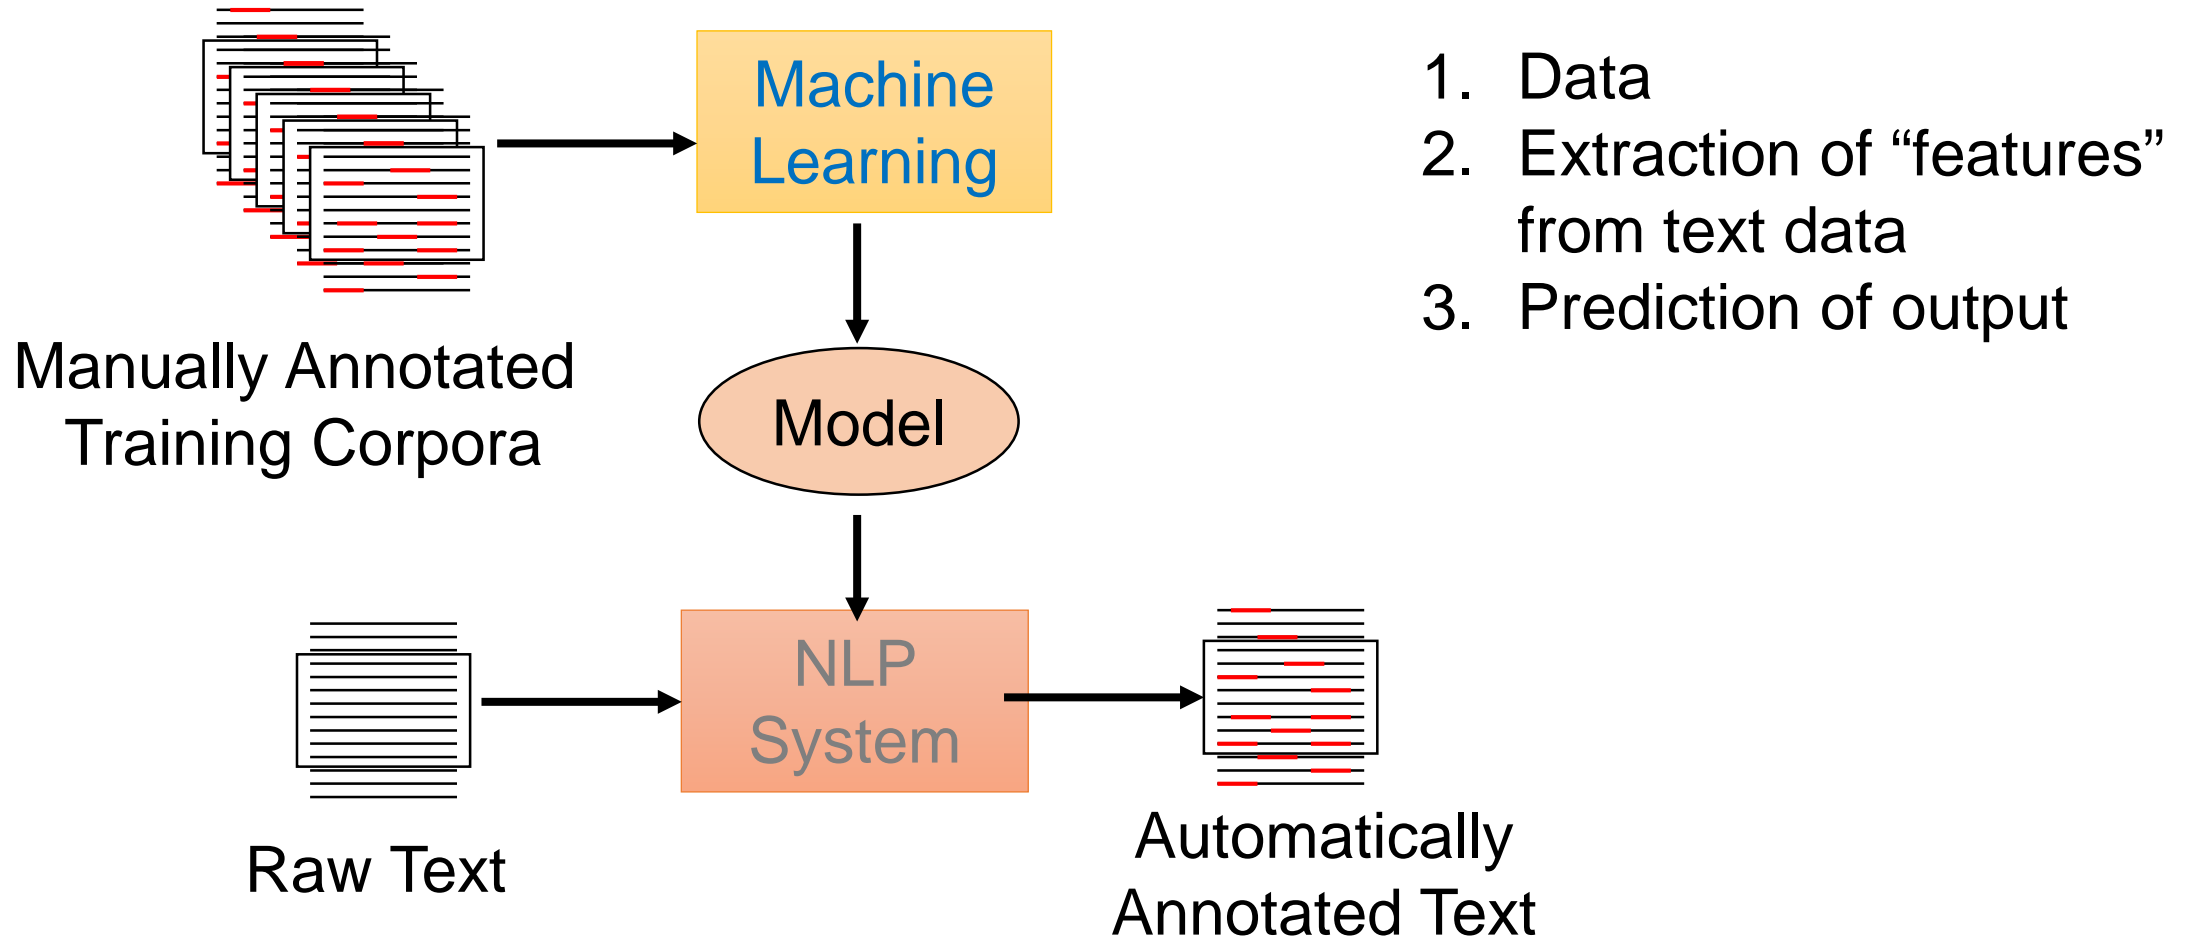 Machine
Learning
Manually Annotated
Training Corpora
Model
NLP
System
Raw Text
Automatically
Annotated Text
1. Data
2. Extraction of “features”
from text data
3. Prediction of output